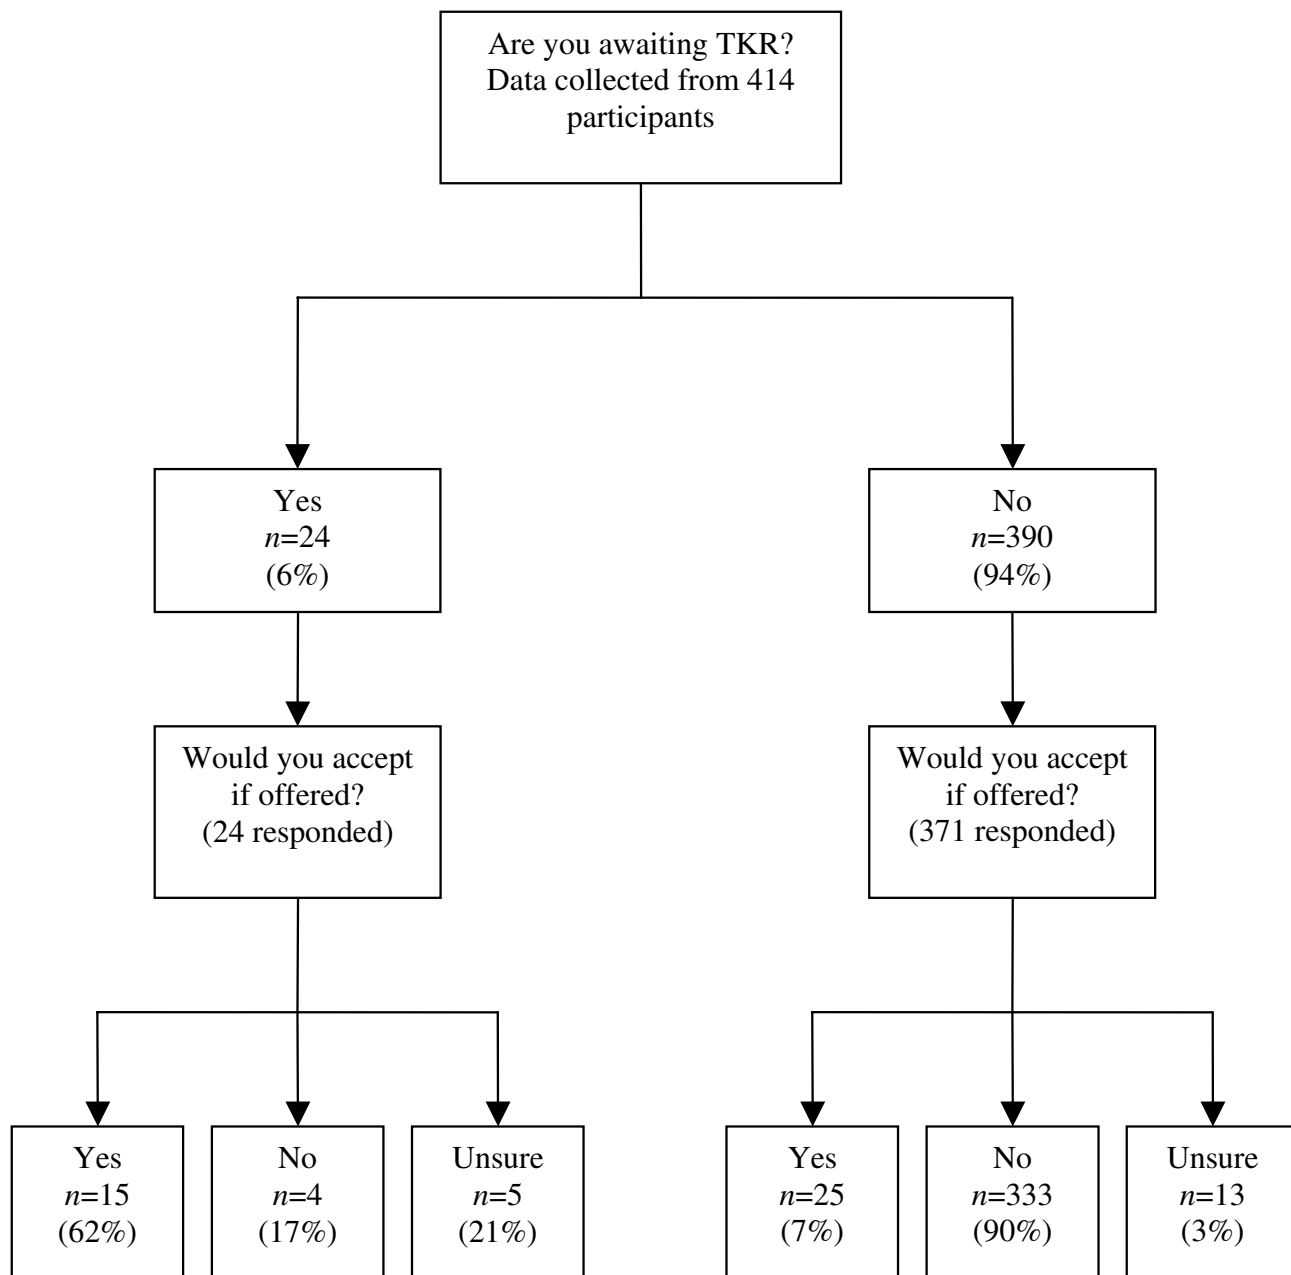 Are you awaiting TKR?
Data collected from 414
participants
Yes
n=24
(6%)
No
n=390
(94%)
Would you accept
if offered?
(24 responded)
Would you accept
if offered?
(371 responded)
Yes
n=15
(62%)
No
n=4
(17%)
Unsure
n=5
(21%)
Yes
n=25
(7%)
No
n=333
(90%)
Unsure
n=13
(3%)